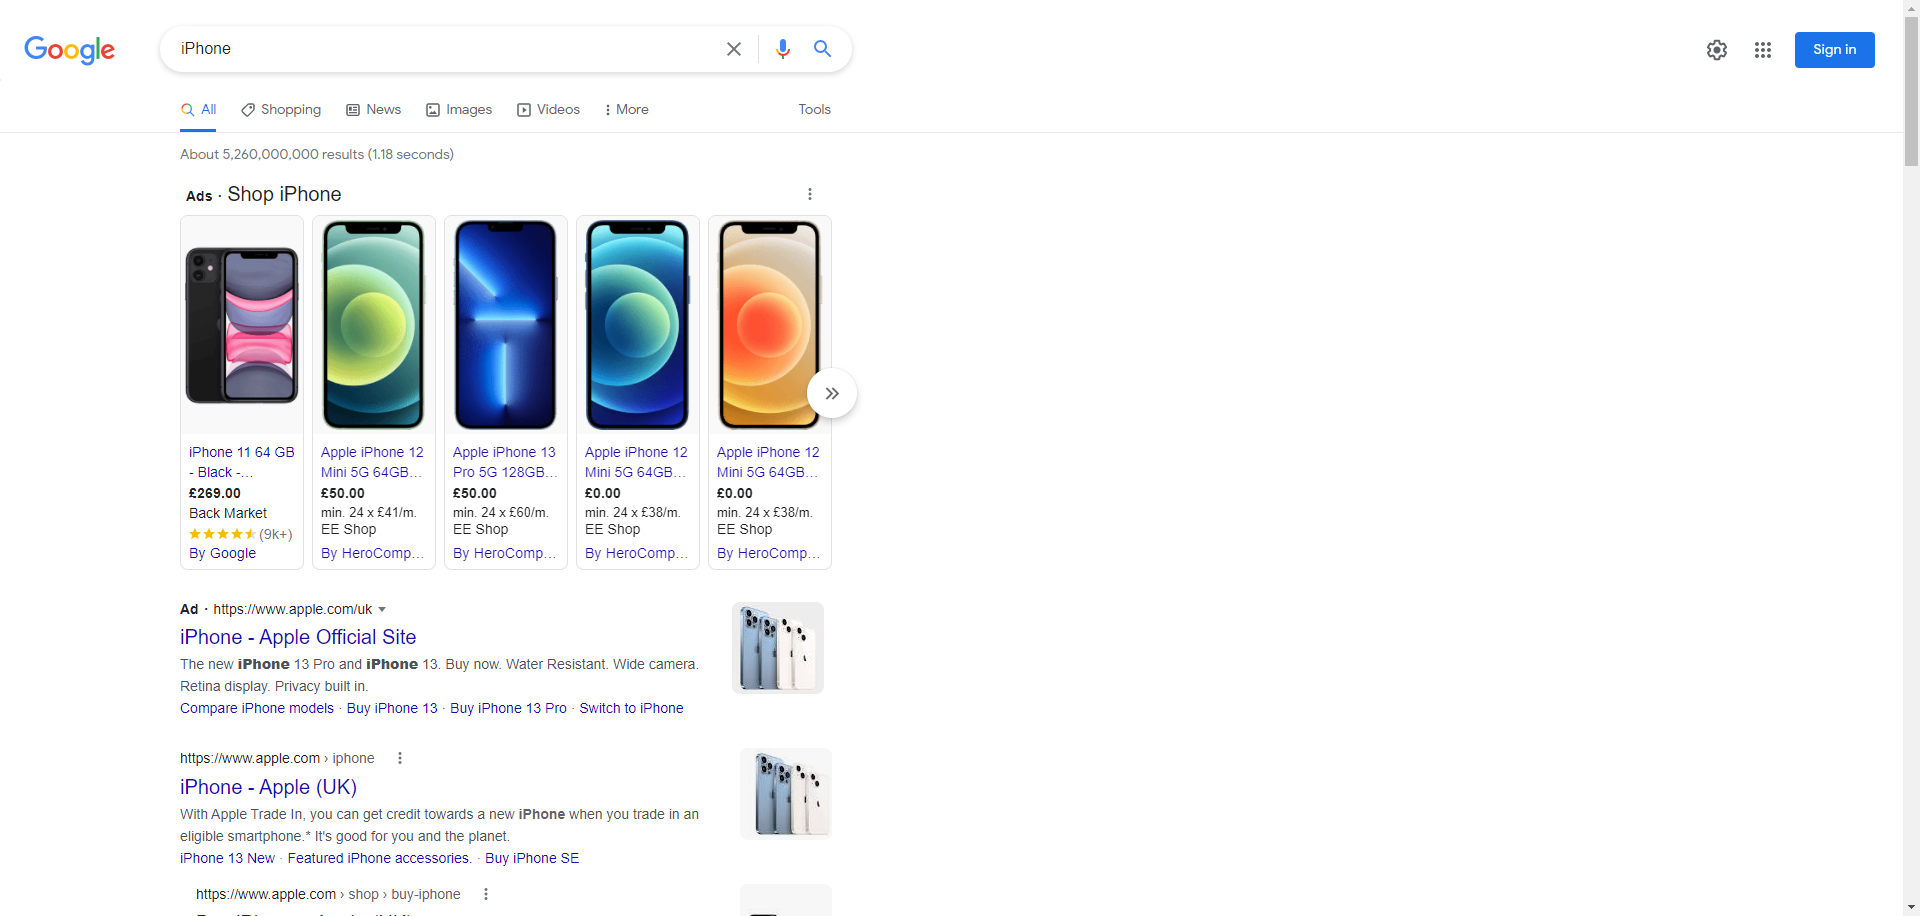 Google
iPhone
Sign in
All
Shopping
News
Images
Videos
More
Tools
About 5,260,000,000 results (1.18 seconds)
Ads · Shop iPhone
iPhone 11 64 GB
- Black -...
£269.00
Back Market
(9k+)
By Google
Apple iPhone 12
Mini 5G 64GB...
£50.00
min. 24 x £41/m.
EE Shop
By HeroComp...
Apple iPhone 13
Pro 5G 128GB...
£50.00
min. 24 x £60/m.
EE Shop
By HeroComp...
Apple iPhone 12
Mini 5G 64GB...
£0.00
min. 24 x £38/m.
EE Shop
By HeroComp...
Apple iPhone 12
Mini 5G 64GB...
£0.00
min. 24 x £38/m.
EE Shop
By HeroComp...
Ad · https://www.apple.com/uk
iPhone - Apple Official Site
The new iPhone 13 Pro and iPhone 13. Buy now. Water Resistant. Wide camera.
Retina display. Privacy built in.
Compare iPhone models · Buy iPhone 13 · Buy iPhone 13 Pro · Switch to iPhone
https://www.apple.com › iphone
iPhone - Apple (UK)
With Apple Trade In, you can get credit towards a new iPhone when you trade in an
eligible smartphone.* It's good for you and the planet.
iPhone 13 New · Featured iPhone accessories. · Buy iPhone SE
https://www.apple.com › shop › buy-iphone